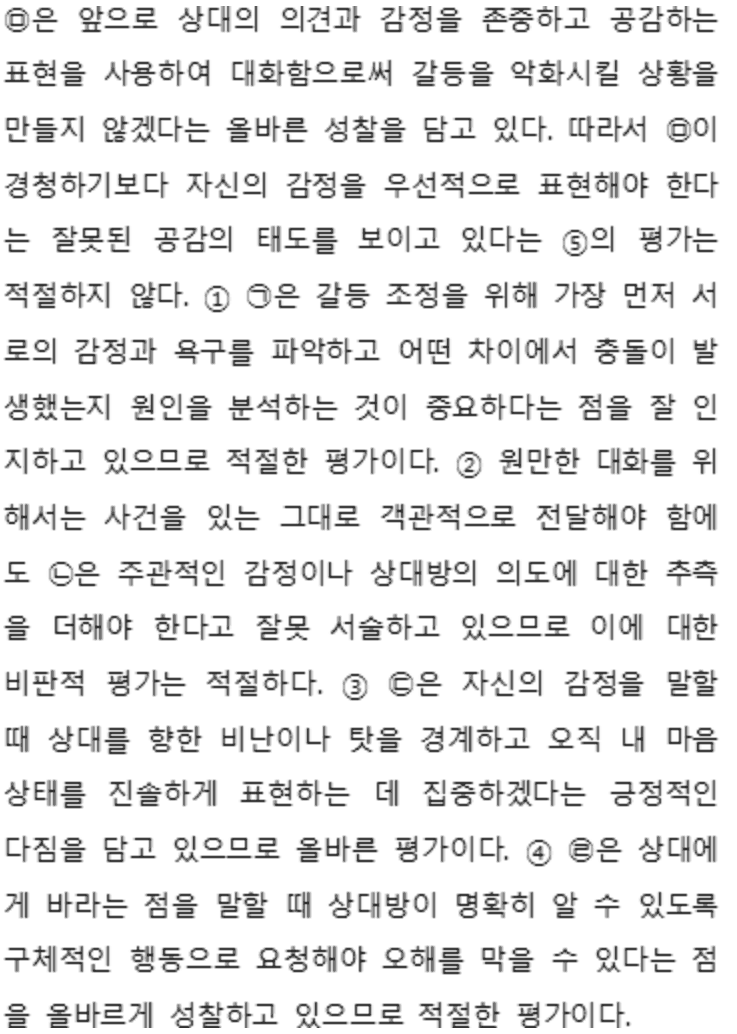 ㉤은 앞으로 상대의 의견과 감정을 존중하고 공감하는
표현을 사용하여 대화함으로써 갈등을 악화시킬 상황을
만들지 않겠다는 올바른 성찰을 담고 있다. 따라서 ㉤이
경청하기보다 자신의 감정을 우선적으로 표현해야 한다
는 잘못된 공감의 태도를 보이고 있다는 ⑤의 평가는
적절하지 않다. ① ㉠은 갈등 조정을 위해 가장 먼저 서
로의 감정과 욕구를 파악하고 어떤 차이에서 충돌이 발
생했는지 원인을 분석하는 것이 중요하다는 점을 잘 인
지하고 있으므로 적절한 평가이다. ② 원만한 대화를 위
해서는 사건을 있는 그대로 객관적으로 전달해야 함에
도 ㉡은 주관적인 감정이나 상대방의 의도에 대한 추측
을 더해야 한다고 잘못 서술하고 있으므로 이에 대한
비판적 평가는 적절하다. ③ ㉢은 자신의 감정을 말할
때 상대를 향한 비난이나 탓을 경계하고 오직 내 마음
상태를 진솔하게 표현하는 데 집중하겠다는 긍정적인
다짐을 담고 있으므로 올바른 평가이다. ④ ㉣은 상대에
게 바라는 점을 말할 때 상대방이 명확히 알 수 있도록
구체적인 행동으로 요청해야 오해를 막을 수 있다는 점
을 올바르게 성찰하고 있으므로 적절한 평가이다.